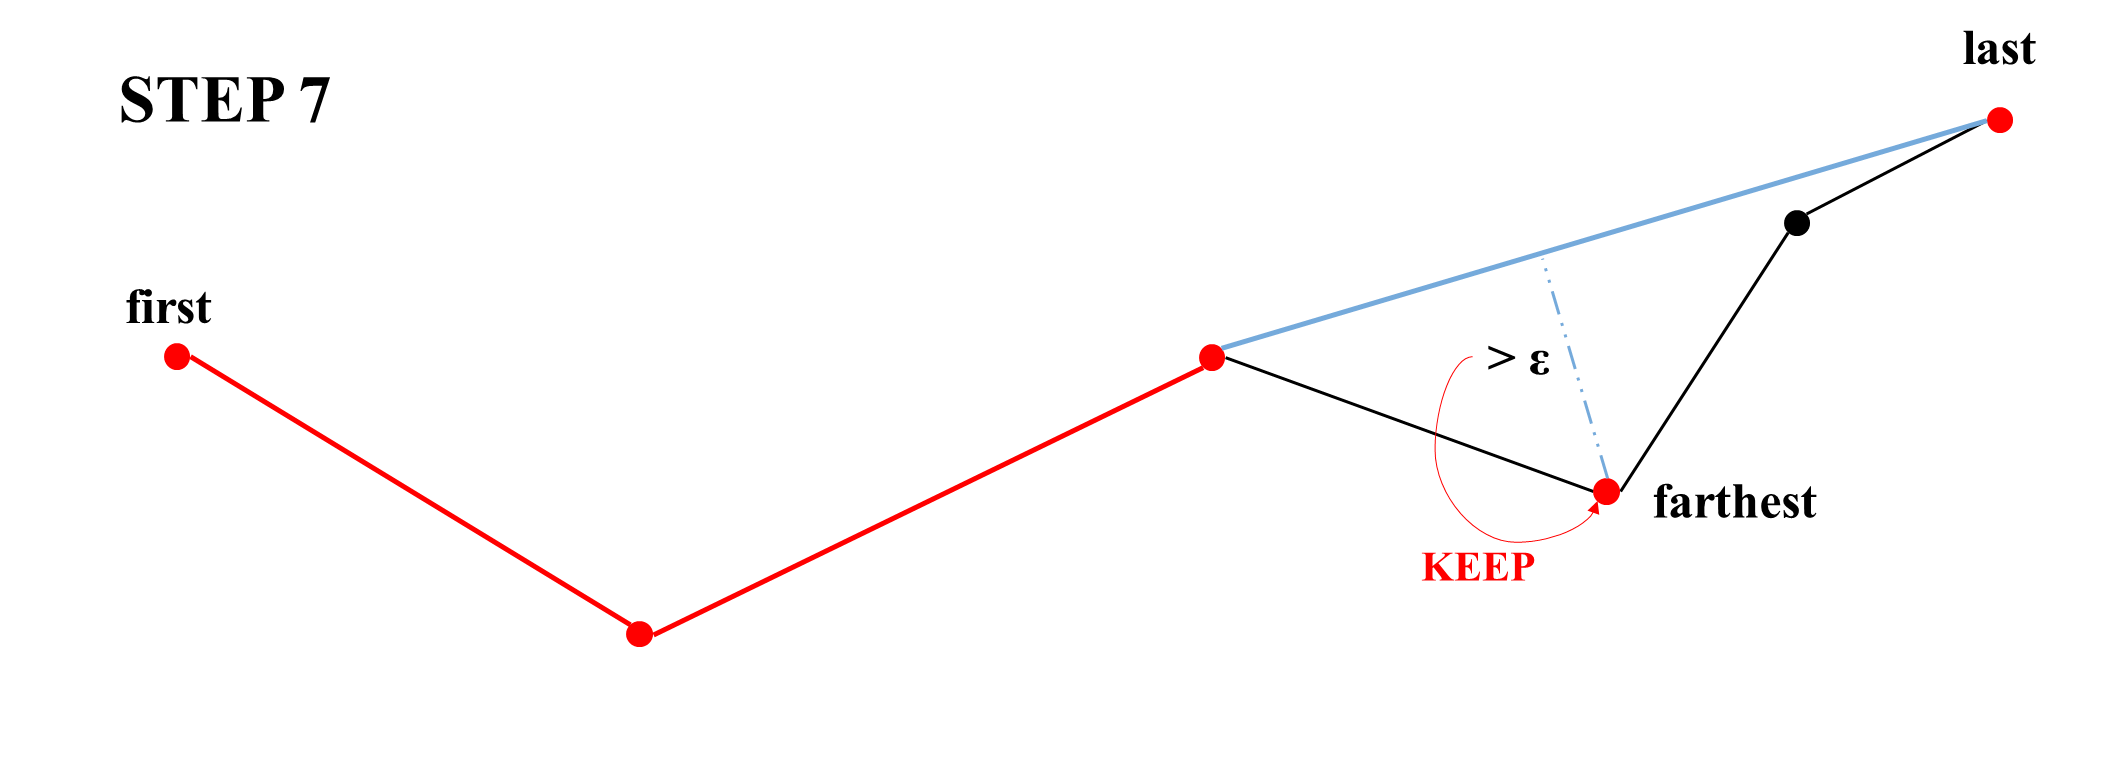 last
STEP 7
first
> ε
farthest
KEEP